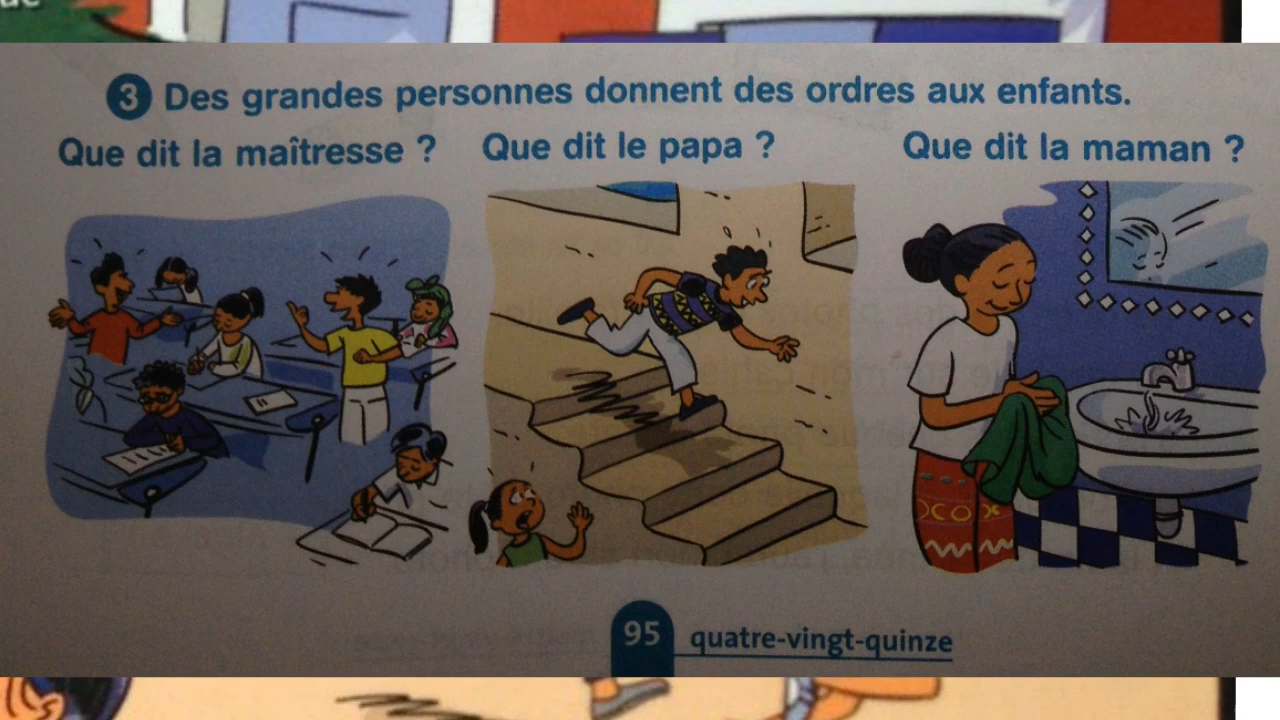 3 Des grandes personnes donnent des ordres aux enfants.
Que dit la maîtresse ? Que dit le papa ? Que dit la maman ?
95 quatre-vingt-quinze